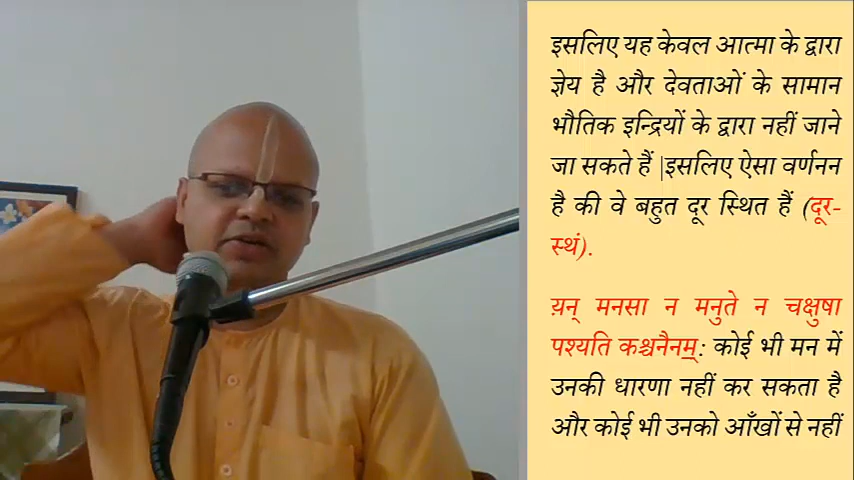 इसलिए यह केवल आत्मा के द्वारा
ज्ञेय है और देवताओं के सामान
भौतिक इन्द्रियों के द्वारा नहीं जाने
जा सकते हैं |इसलिए ऐसा वर्णनन
है की वे बहुत दूर स्थित हैं (दूर-
स्थं).
य़न् मनसा न मनुते न चक्षुषा
पश्यति कश्चनैनम्: कोई भी मन में
उनकी धारणा नहीं कर सकता है
और कोई भी उनको आँखों से नहीं